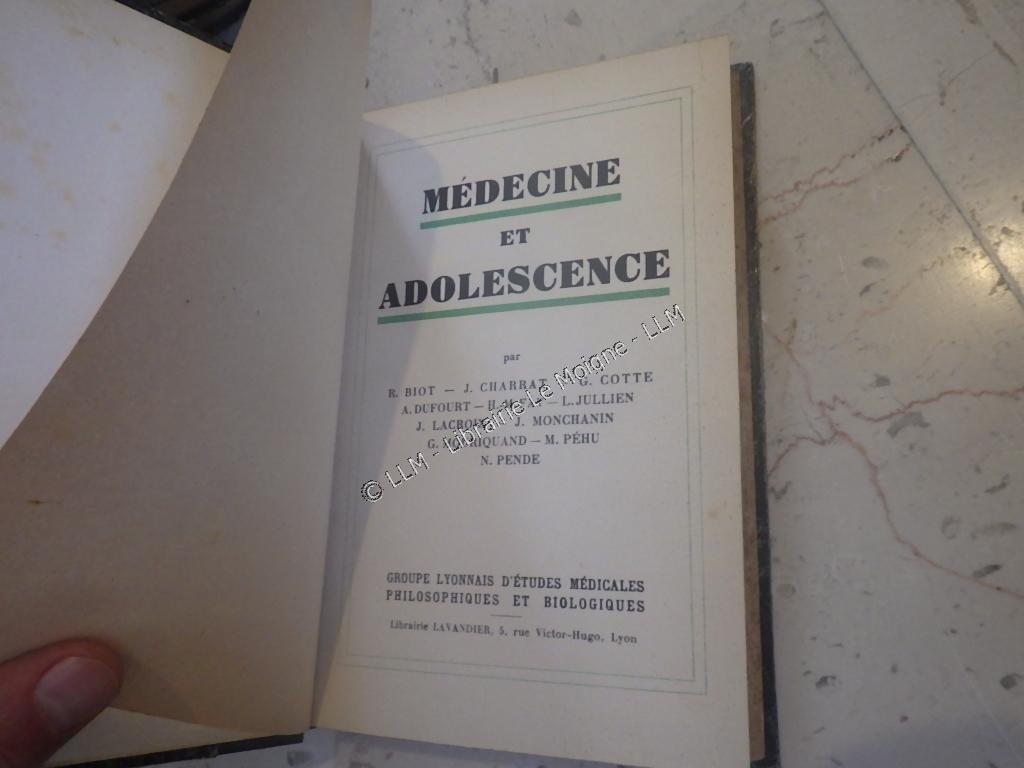 MÉDECINE
ET
ADOLESCENCE
par
R. BIOT — J. CHARRAT G. COTTE
A. DUFOURT — — L. JULLIEN
J. MONCHANIN
G. — M. PÉHU
N. PENDE
© LLM - Librairie Le Moigne - LLM
GROUPE LYONNAIS D'ÉTUDES MÉDICALES
PHILOSOPHIQUES ET BIOLOGIQUES
Librairie LAVANDIER, 5, rue Victor-Hugo, Lyon